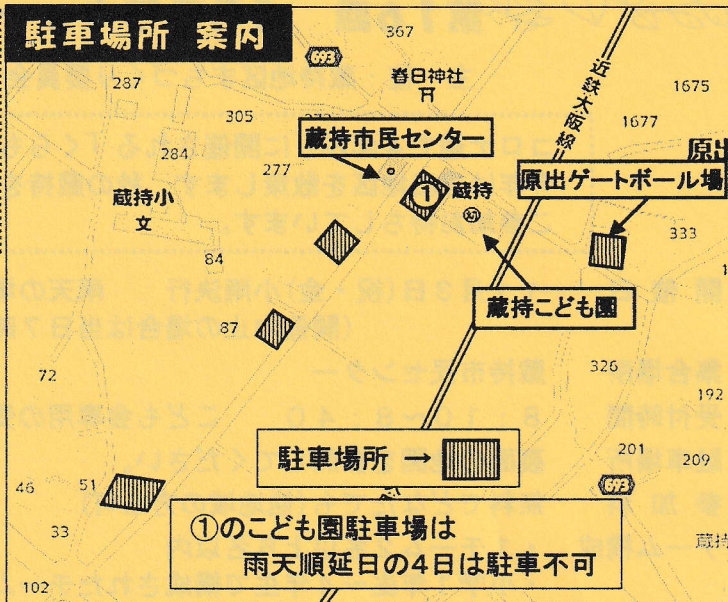 駐車場所 案内
693
367
春日神社
近鉄大阪線
1675
287
305
1677
蔵持市民センター
原出
284
277
①
蔵持
幼
原出ゲートボール場
蔵持小
文
333
84
蔵持こども園
87
326
72
192
駐車場所 →
201
209
46
51
693
①のこども園駐車場は
雨天順延日の4日は駐車不可
33
蔵持
102